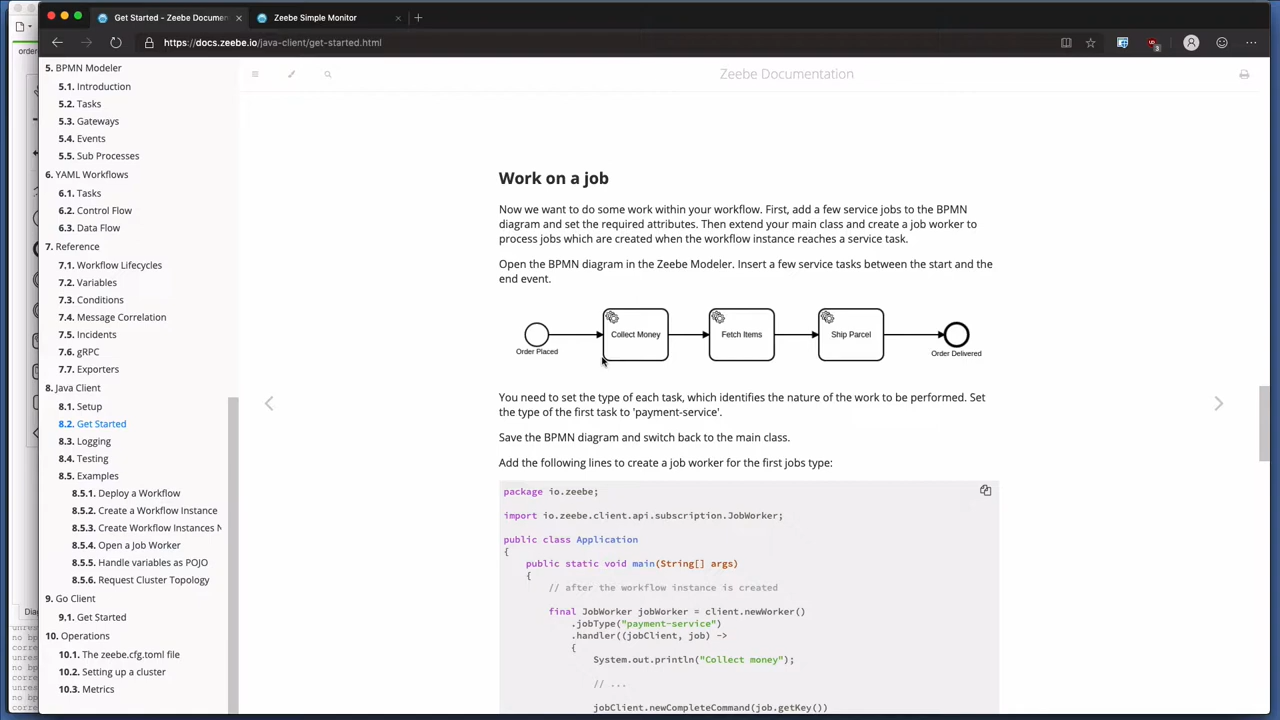 Get Started - Zeebe Documen
Zeebe Simple Monitor
https://docs.zeebe.io/java-client/get-started.html
5. BPMN Modeler
5.1. Introduction
5.2. Tasks
5.3. Gateways
5.4. Events
5.5. Sub Processes
6. YAML Workflows
6.1. Tasks
6.2. Control Flow
6.3. Data Flow
7. Reference
7.1. Workflow Lifecycles
7.2. Variables
7.3. Conditions
7.4. Message Correlation
7.5. Incidents
7.6. gRPC
7.7. Exporters
8. Java Client
8.1. Setup
8.2. Get Started
8.3. Logging
8.4. Testing
8.5. Examples
8.5.1. Deploy a Workflow
8.5.2. Create a Workflow Instance
8.5.3. Create Workflow Instances N
8.5.4. Open a Job Worker
8.5.5. Handle variables as POJO
8.5.6. Request Cluster Topology
9. Go Client
9.1. Get Started
10. Operations
10.1. The zeebe.cfg.toml file
10.2. Setting up a cluster
10.3. Metrics
Zeebe Documentation
Work on a job
Now we want to do some work within your workflow. First, add a few service jobs to the BPMN
diagram and set the required attributes. Then extend your main class and create a job worker to
process jobs which are created when the workflow instance reaches a service task.
Open the BPMN diagram in the Zeebe Modeler. Insert a few service tasks between the start and the
end event.
Order Placed
Collect Money
Fetch Items
Ship Parcel
Order Delivered
You need to set the type of each task, which identifies the nature of the work to be performed. Set
the type of the first task to 'payment-service'.
Save the BPMN diagram and switch back to the main class.
Add the following lines to create a job worker for the first jobs type:
package io.zeebe;
import io.zeebe.client.api.subscription.JobWorker;
public class Application
{
public static void main(String[] args)
{
// after the workflow instance is created
final JobWorker jobWorker = client.newWorker()
.jobType("payment-service")
.handler((jobClient, job) ->
{
System.out.println("Collect money");
// ...
jobClient.newCompleteCommand(job.getKey())
order
Dia
unres
no bp
corre
unres
no bp
corre